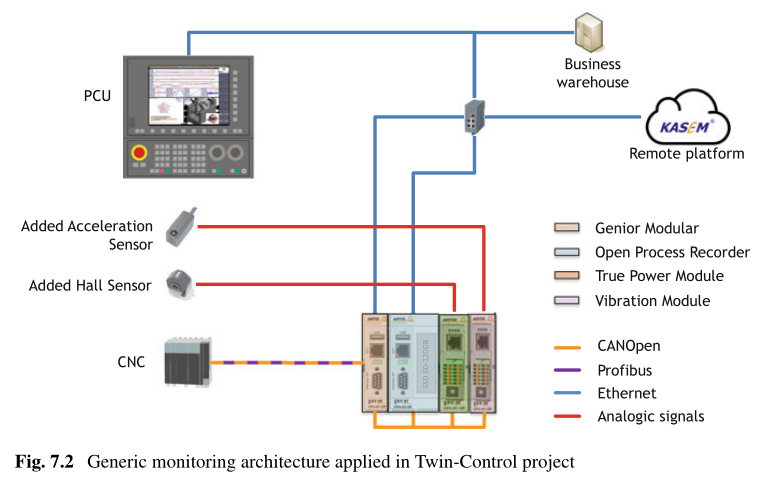 PCU
Business
warehouse
KASEM®
Remote platform
Added Acceleration
Sensor
Added Hall Sensor
CNC
SSD 60-120GB
Genior Modular
Open Process Recorder
True Power Module
Vibration Module
CANOpen
Profibus
Ethernet
Analogic signals
Fig. 7.2 Generic monitoring architecture applied in Twin-Control project